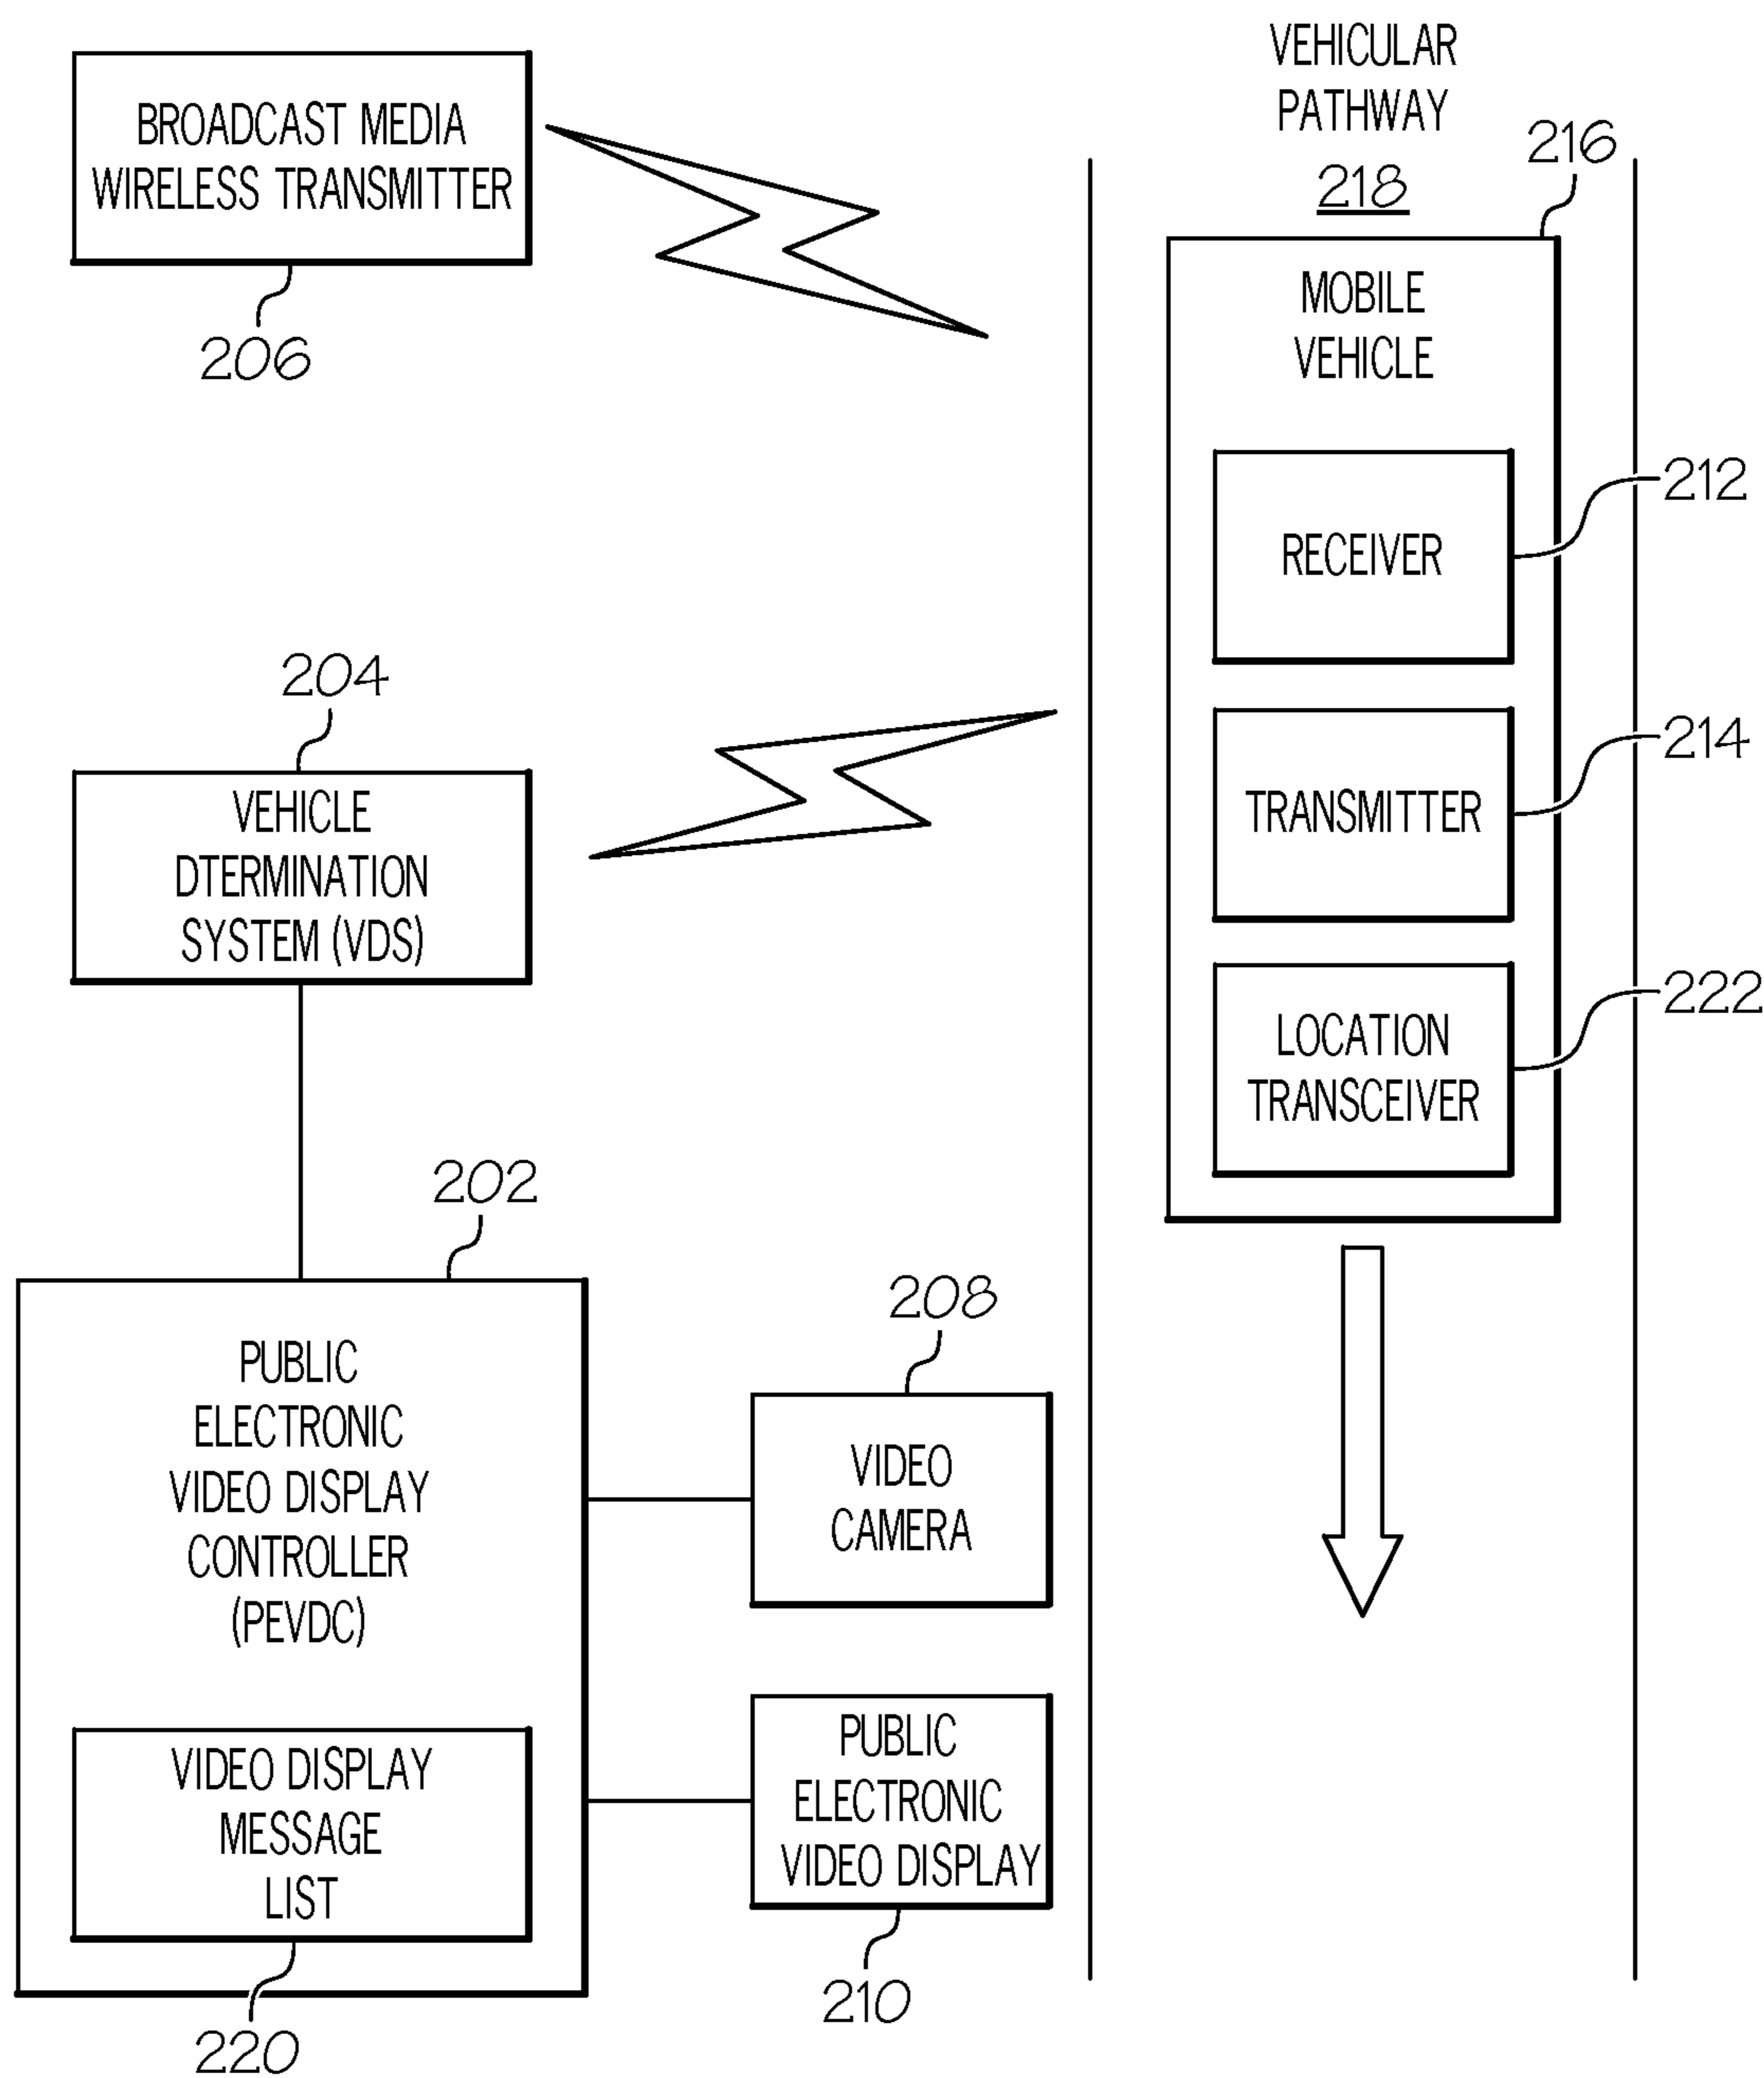 BROADCAST MEDIA
WIRELESS TRANSMITTER
206
VEHICULAR
PATHWAY
218
216
MOBILE
VEHICLE
RECEIVER
212
TRANSMITTER
214
LOCATION
TRANSCEIVER
222
204
VEHICLE
DTERMINATION
SYSTEM (VDS)
202
PUBLIC
ELECTRONIC
VIDEO DISPLAY
CONTROLLER
(PEVDC)
VIDEO DISPLAY
MESSAGE
LIST
220
208
VIDEO
CAMERA
PUBLIC
ELECTRONIC
VIDEO DISPLAY
210